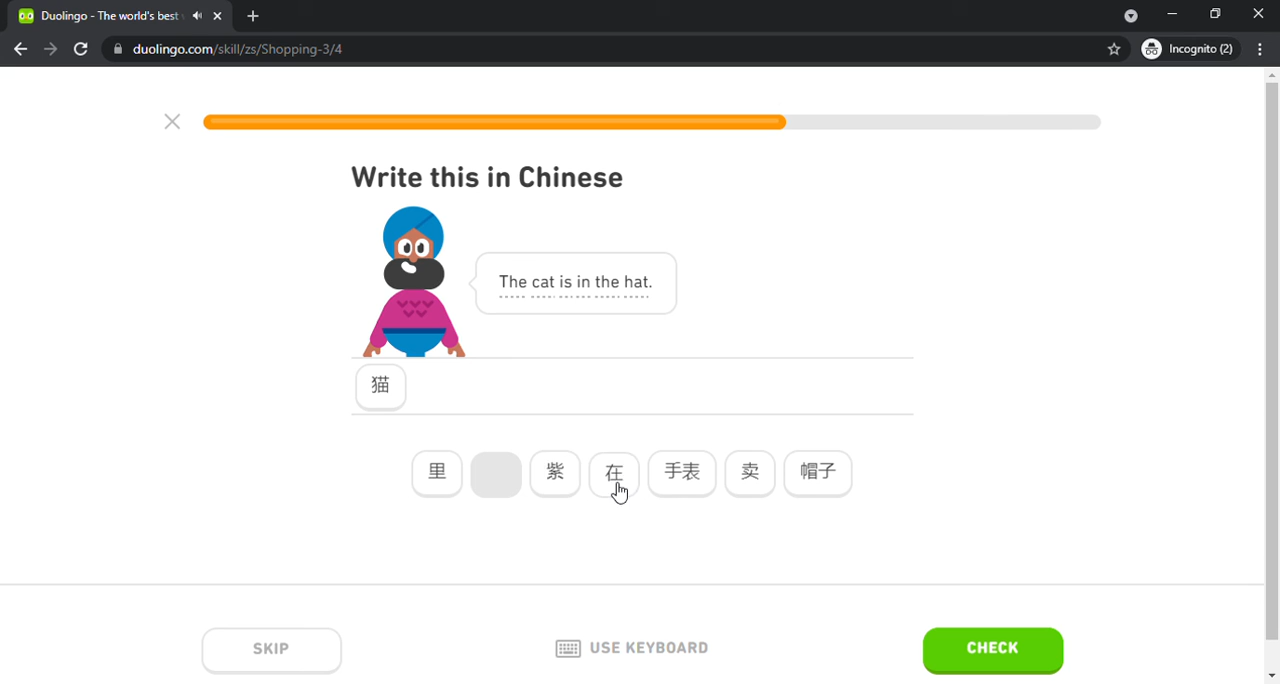 Duolingo - The world's best
duolingo.com/skill/zs/Shopping-3/4
Incognito (2)
Write this in Chinese
The cat is in the hat.
猫
里 紫 在 手表 卖 帽子
SKIP
USE KEYBOARD
CHECK